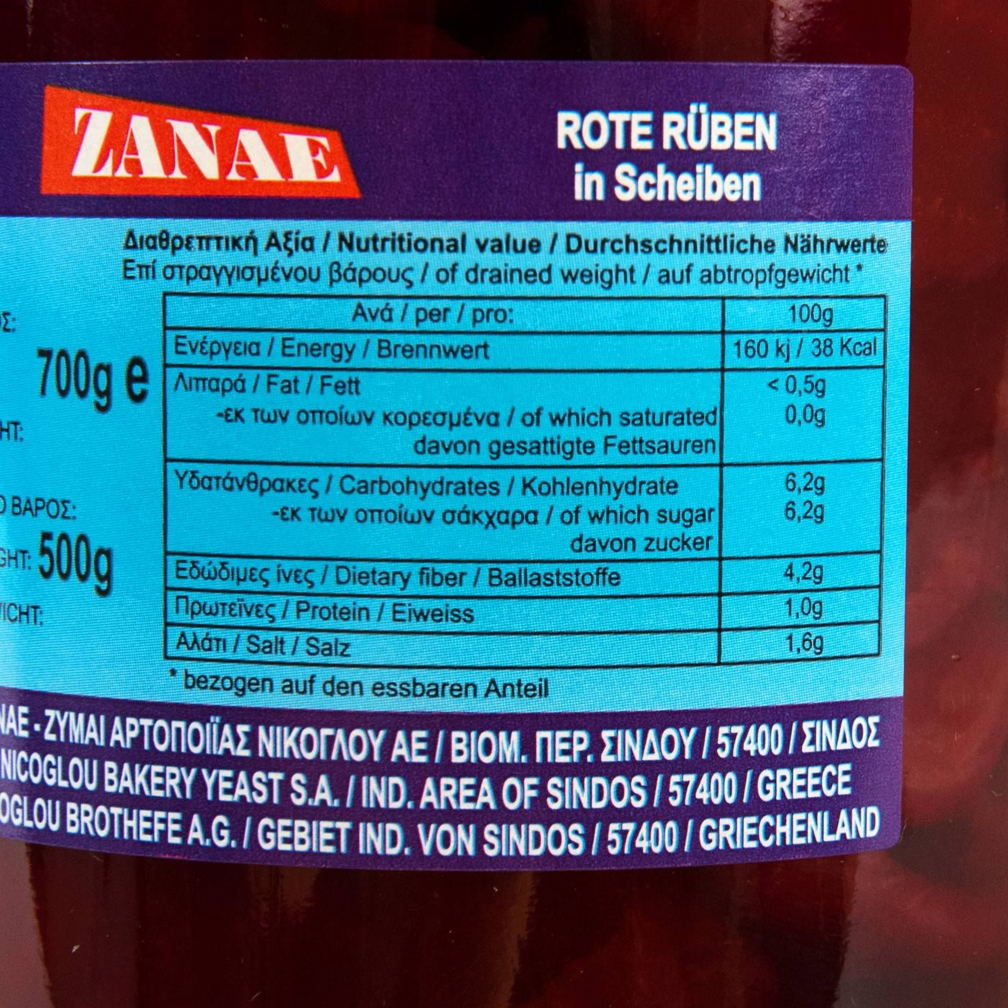 ZANAE
ROTE RÜBEN
in Scheiben
Διαθρεπτική Αξία / Nutritional value / Durchschnittliche Nährwerte
Επί στραγγισμένου βάρους / of drained weight / auf abtropfgewicht *
Ανά / per / pro: 100g
Ενέργεια / Energy / Brennwert 160 kj / 38 Kcal
Λιπαρά / Fat / Fett < 0,5g
-εκ των οποίων κορεσμένα / of which saturated 0,0g
davon gesattigte Fettsauren
Υδατάνθρακες / Carbohydrates / Kohlenhydrate 6,2g
-εκ των οποίων σάκχαρα / of which sugar 6,2g
davon zucker
Εδώδιμες ίνες / Dietary fiber / Ballaststoffe 4,2g
Πρωτεΐνες / Protein / Eiweiss 1,0g
Αλάτι / Salt / Salz 1,6g
* bezogen auf den essbaren Anteil
700g e
ΒΑΡΟΣ:
500g
- ΖΥΜΑΙ ΑΡΤΟΠΟΙΪΑΣ ΝΙΚΟΓΛΟΥ ΑΕ / ΒΙΟΜ. ΠΕΡ. ΣΙΝΔΟΥ / 57400 / ΣΙΝΔΟΣ
NICOGLOU BAKERY YEAST S.A. / IND. AREA OF SINDOS / 57400 / GREECE
BROTHEFE A.G. / GEBIET IND. VON SINDOS / 57400 / GRIECHENLAND